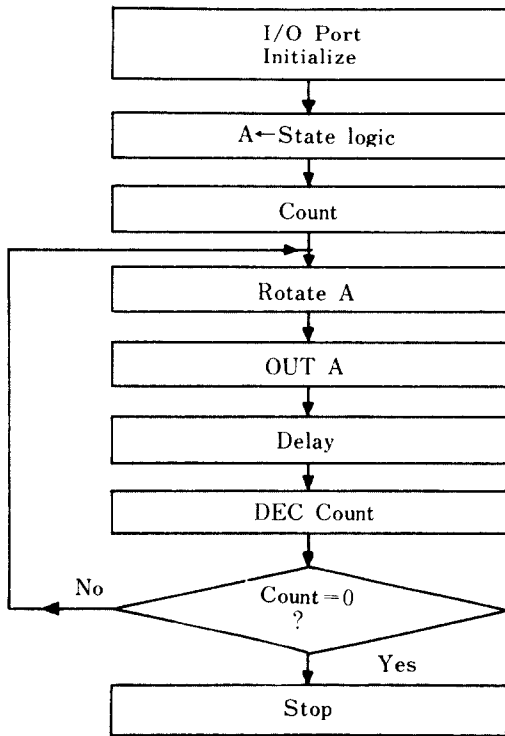 I/O Port
Initialize
A←State logic
Count
Rotate A
OUT A
Delay
DEC Count
Count=0
?
No
Yes
Stop